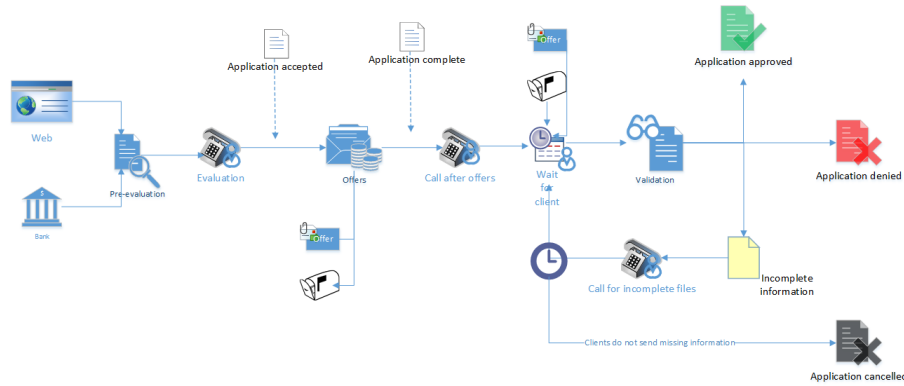 Offer
Application approved
Application accepted
Application complete
Web
Evaluation
Offers
Call after offers
Wait
for
client
Validation
Application denied
Pre-evaluation
Bank
Offer
Call for incomplete files
Incomplete
information
Clients do not send missing information
Application cancelled